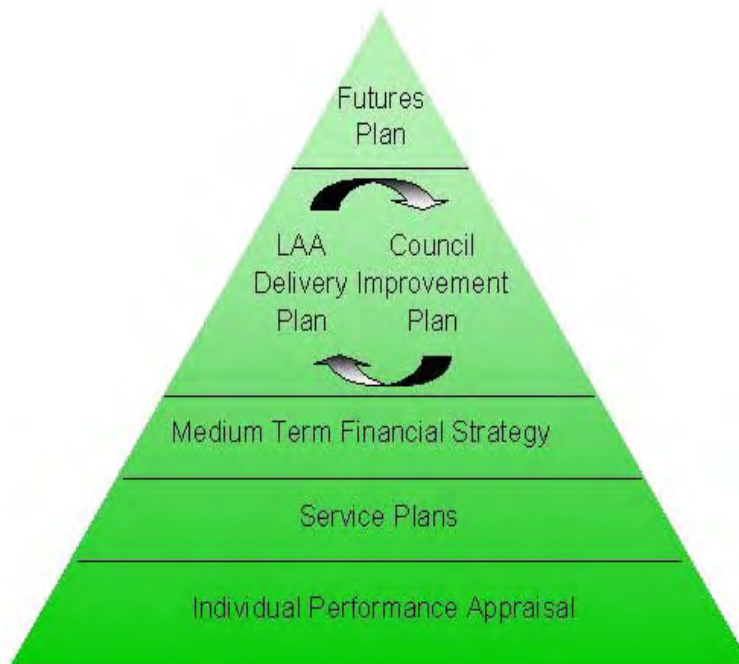 Futures
Plan
LAA Council
Delivery Improvement
Plan Plan
Medium Term Financial Strategy
Service Plans
Individual Performance Appraisal